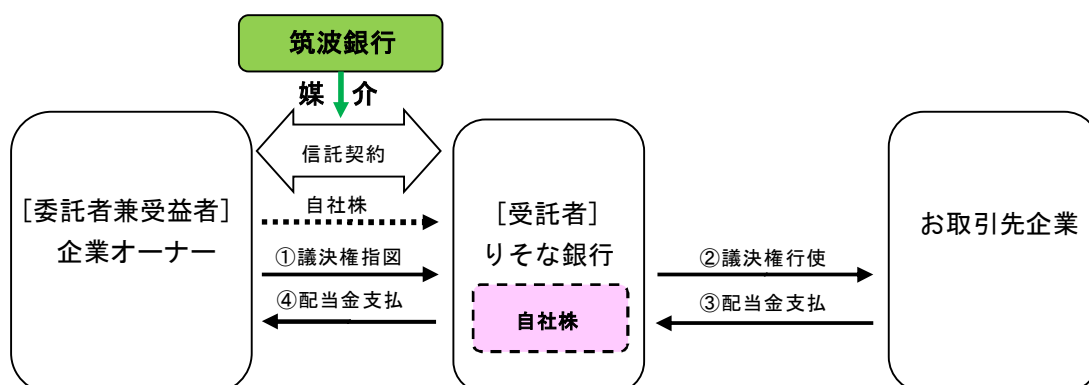 筑波銀行
媒介
信託契約
[委託者兼受益者]
企業オーナー
自社株
①議決権指図
④配当金支払
[受託者]
りそな銀行
自社株
②議決権行使
③配当金支払
お取引先企業